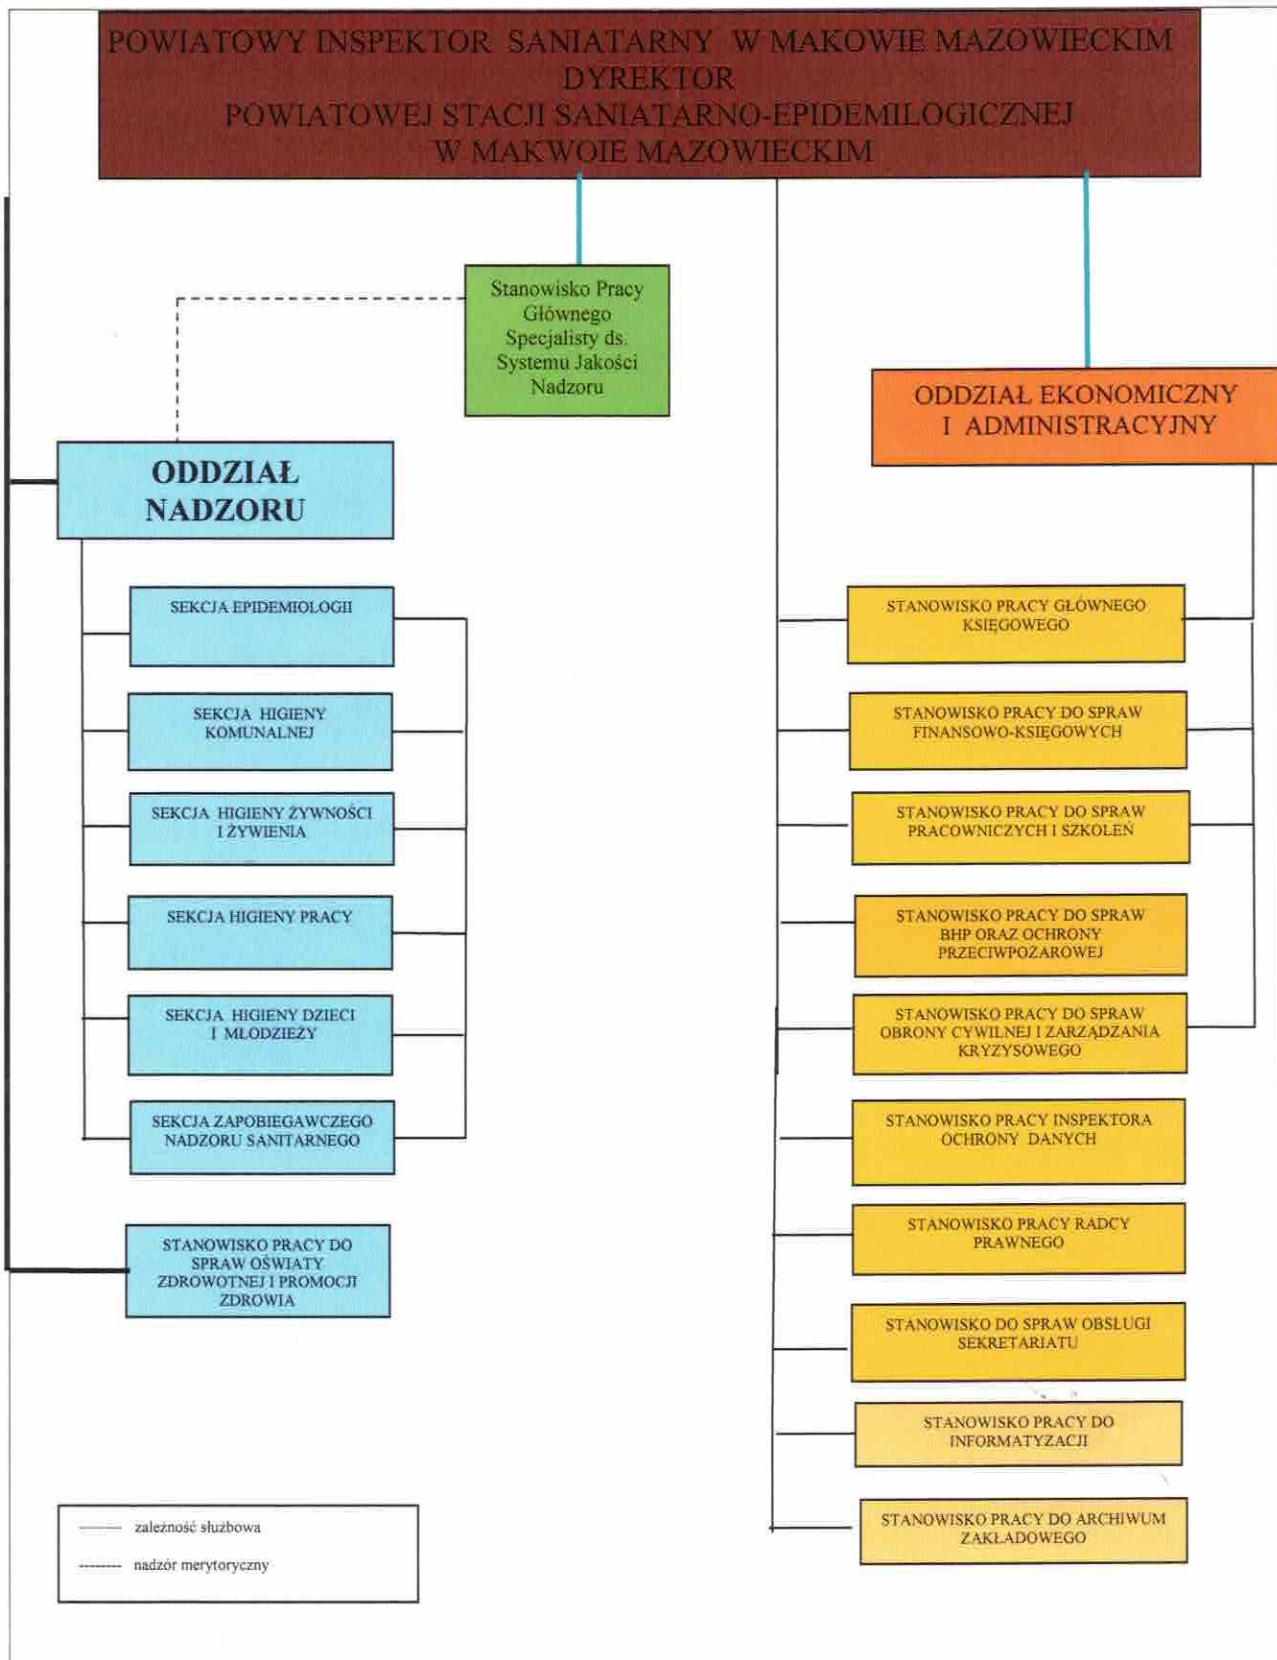 POWIATOWY INSPEKTOR SANIATARNY W MAKOWIE MAZOWIECKIM
DYREKTOR
POWIATOWEJ STACJI SANIATARNO-EPIDEMILOGICZNEJ
W MAKWOIE MAZOWIECKIM
Stanowisko Pracy
Głównego
Specjalisty ds.
Systemu Jakości
Nadzoru
ODDZIAŁ EKONOMICZNY
I ADMINISTRACYJNY
ODDZIAŁ
NADZORU
SEKCJA EPIDEMIOLOGII
SEKCJA HIGIENY
KOMUNALNEJ
SEKCJA HIGIENY ŻYWNOŚCI
I ŻYWIENIA
SEKCJA HIGIENY PRACY
SEKCJA HIGIENY DZIECI
I MŁODZIEŻY
SEKCJA ZAPOBIEGAWCZEGO
NADZORU SANITARNEGO
STANOWISKO PRACY DO
SPRAW OŚWIATY
ZDROWOTNEJ I PROMOCJI
ZDROWIA
STANOWISKO PRACY GŁÓWNEGO
KSIĘGOWEGO
STANOWISKO PRACY DO SPRAW
FINANSOWO-KSIĘGOWYCH
STANOWISKO PRACY DO SPRAW
PRACOWNICZYCH I SZKOLEŃ
STANOWISKO PRACY DO SPRAW
BHP ORAZ OCHRONY
PRZECIWPOŻAROWEJ
STANOWISKO PRACY DO SPRAW
OBRONY CYWILNEJ I ZARZĄDZANIA
KRYZYSOWEGO
STANOWISKO PRACY INSPEKTORA
OCHRONY DANYCH
STANOWISKO PRACY RADCY
PRAWNEGO
STANOWISKO DO SPRAW OBSŁUGI
SEKRETARIATU
STANOWISKO PRACY DO
INFORMATYZACJI
STANOWISKO PRACY DO ARCHIWUM
ZAKŁADOWEGO
zależność służbowa
nadzór merytoryczny